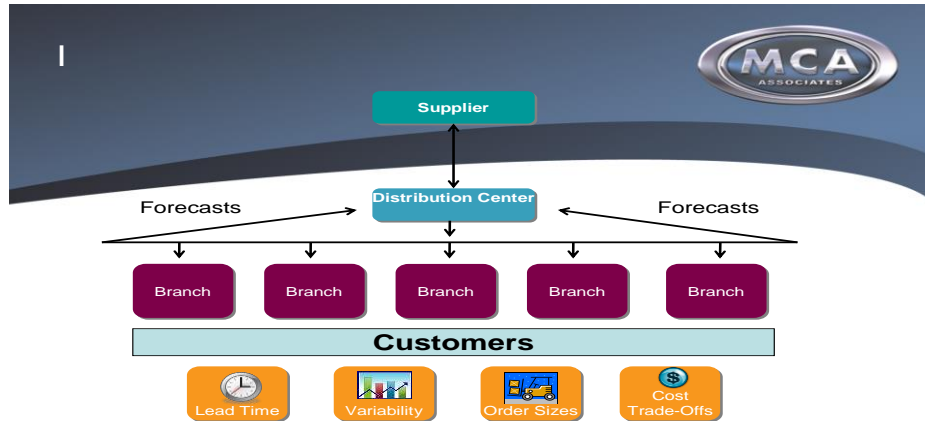 I
MCA
ASSOCIATES
Supplier
Distribution Center
Forecasts
Forecasts
Branch
Branch
Branch
Branch
Branch
Customers
Lead Time
Variability
Order Sizes
$
Cost
Trade-Offs